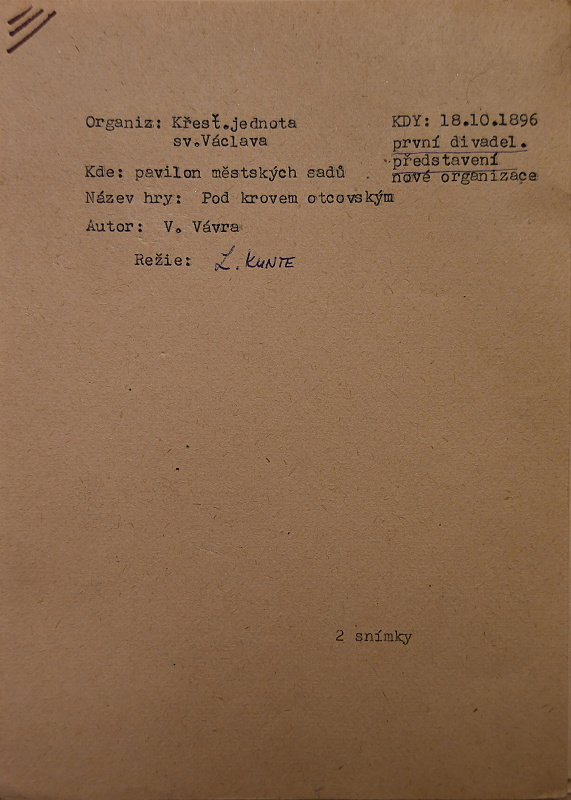 Organiz: Křesť.jednota
sv.Václava
KDY: 18.10.1896
první divadel.
představení
nové organizace
Kde: pavilon městských sadů
Název hry: Pod krovem otcovským
Autor: V. Vávra
Režie: L. KUNTE
2 snímky